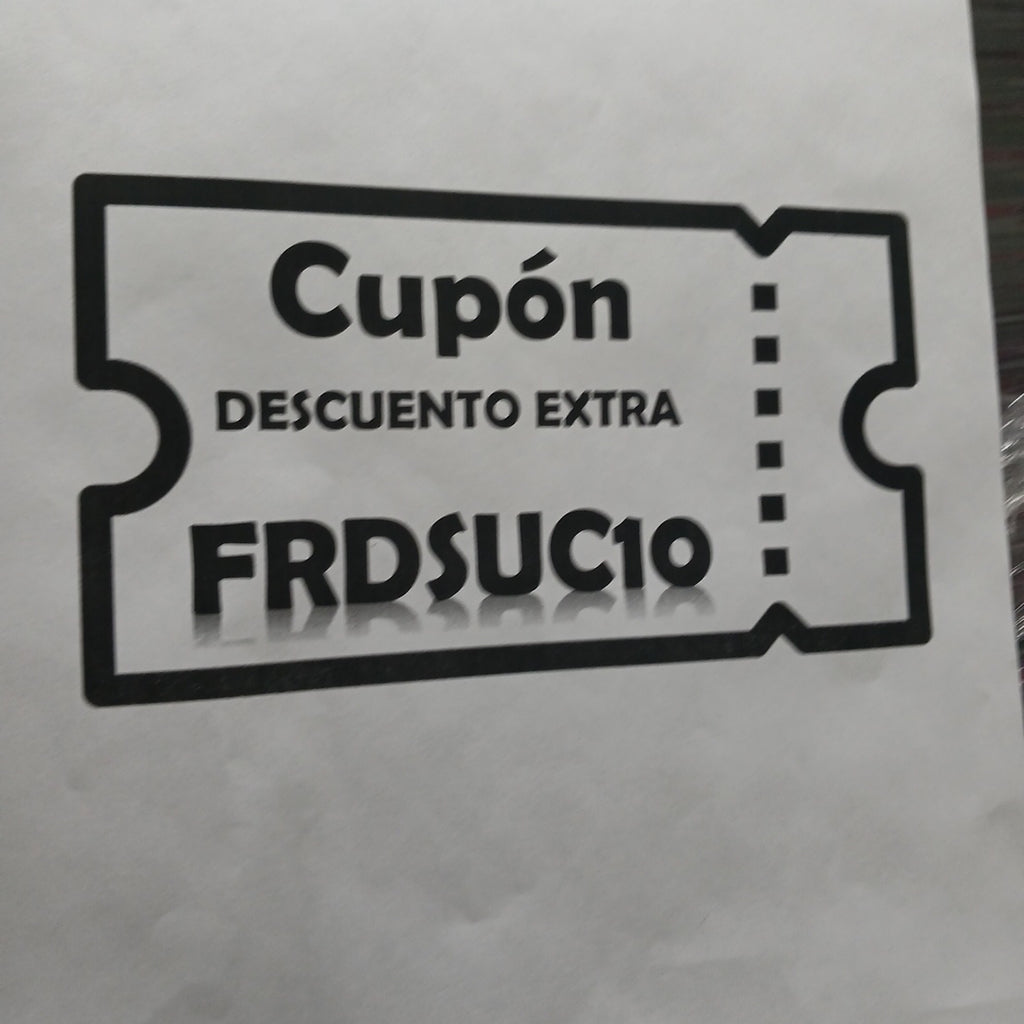 Cupón
DESCUENTO EXTRA
FRDSUC10